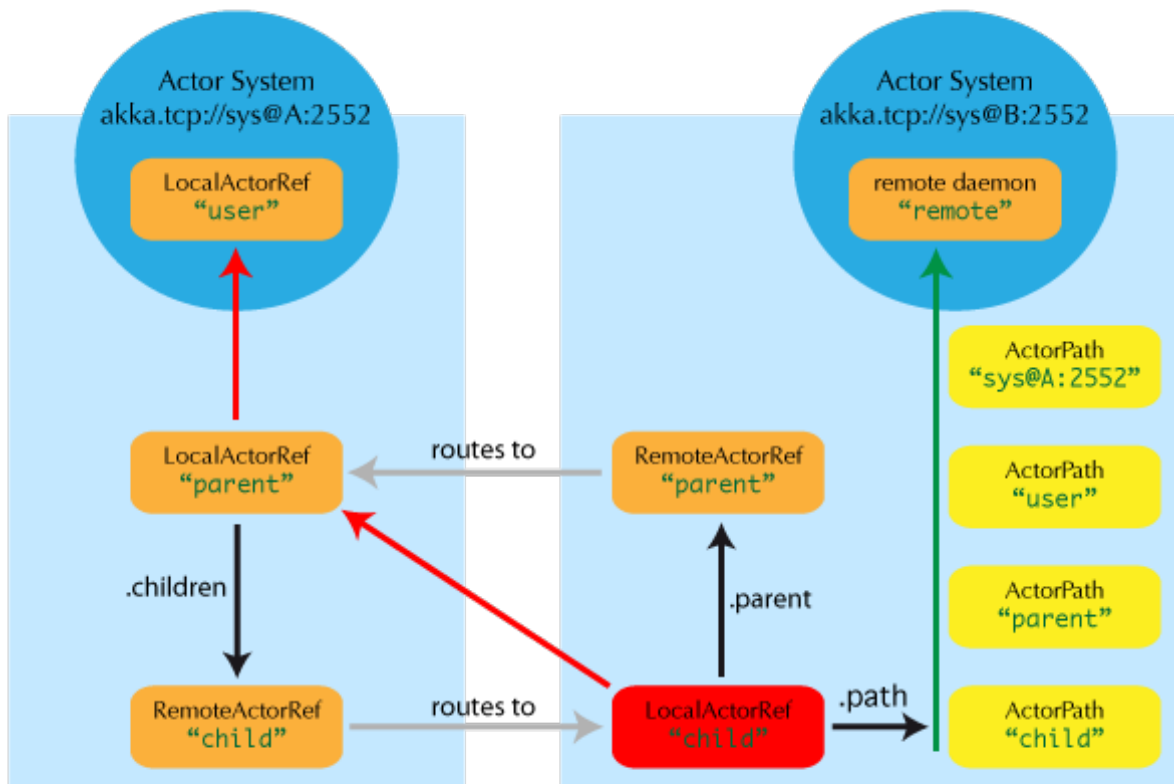 Actor System
akka.tcp://sys@A:2552
LocalActorRef
“user”
Actor System
akka.tcp://sys@B:2552
remote daemon
“remote”
ActorPath
“sys@A:2552”
LocalActorRef
“parent”
routes to
RemoteActorRef
“parent”
ActorPath
“user”
.children
.parent
ActorPath
“parent”
RemoteActorRef
“child”
routes to
LocalActorRef
“child”
.path
ActorPath
“child”